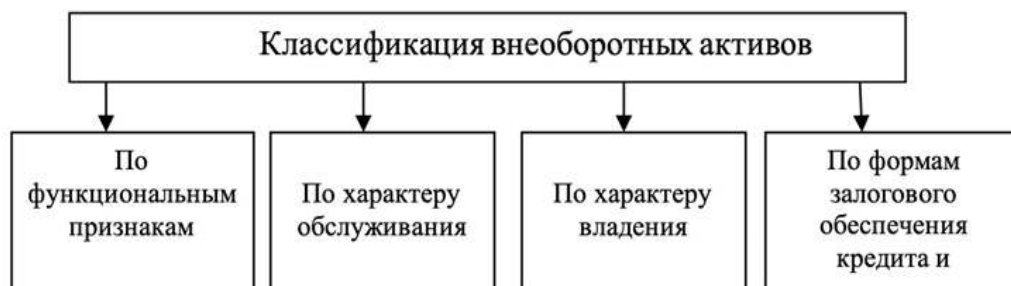 Классификация внеоборотных активов
По
функциональным
признакам
По характеру
обслуживания
По характеру
владения
По формам
залогового
обеспечения
кредита и